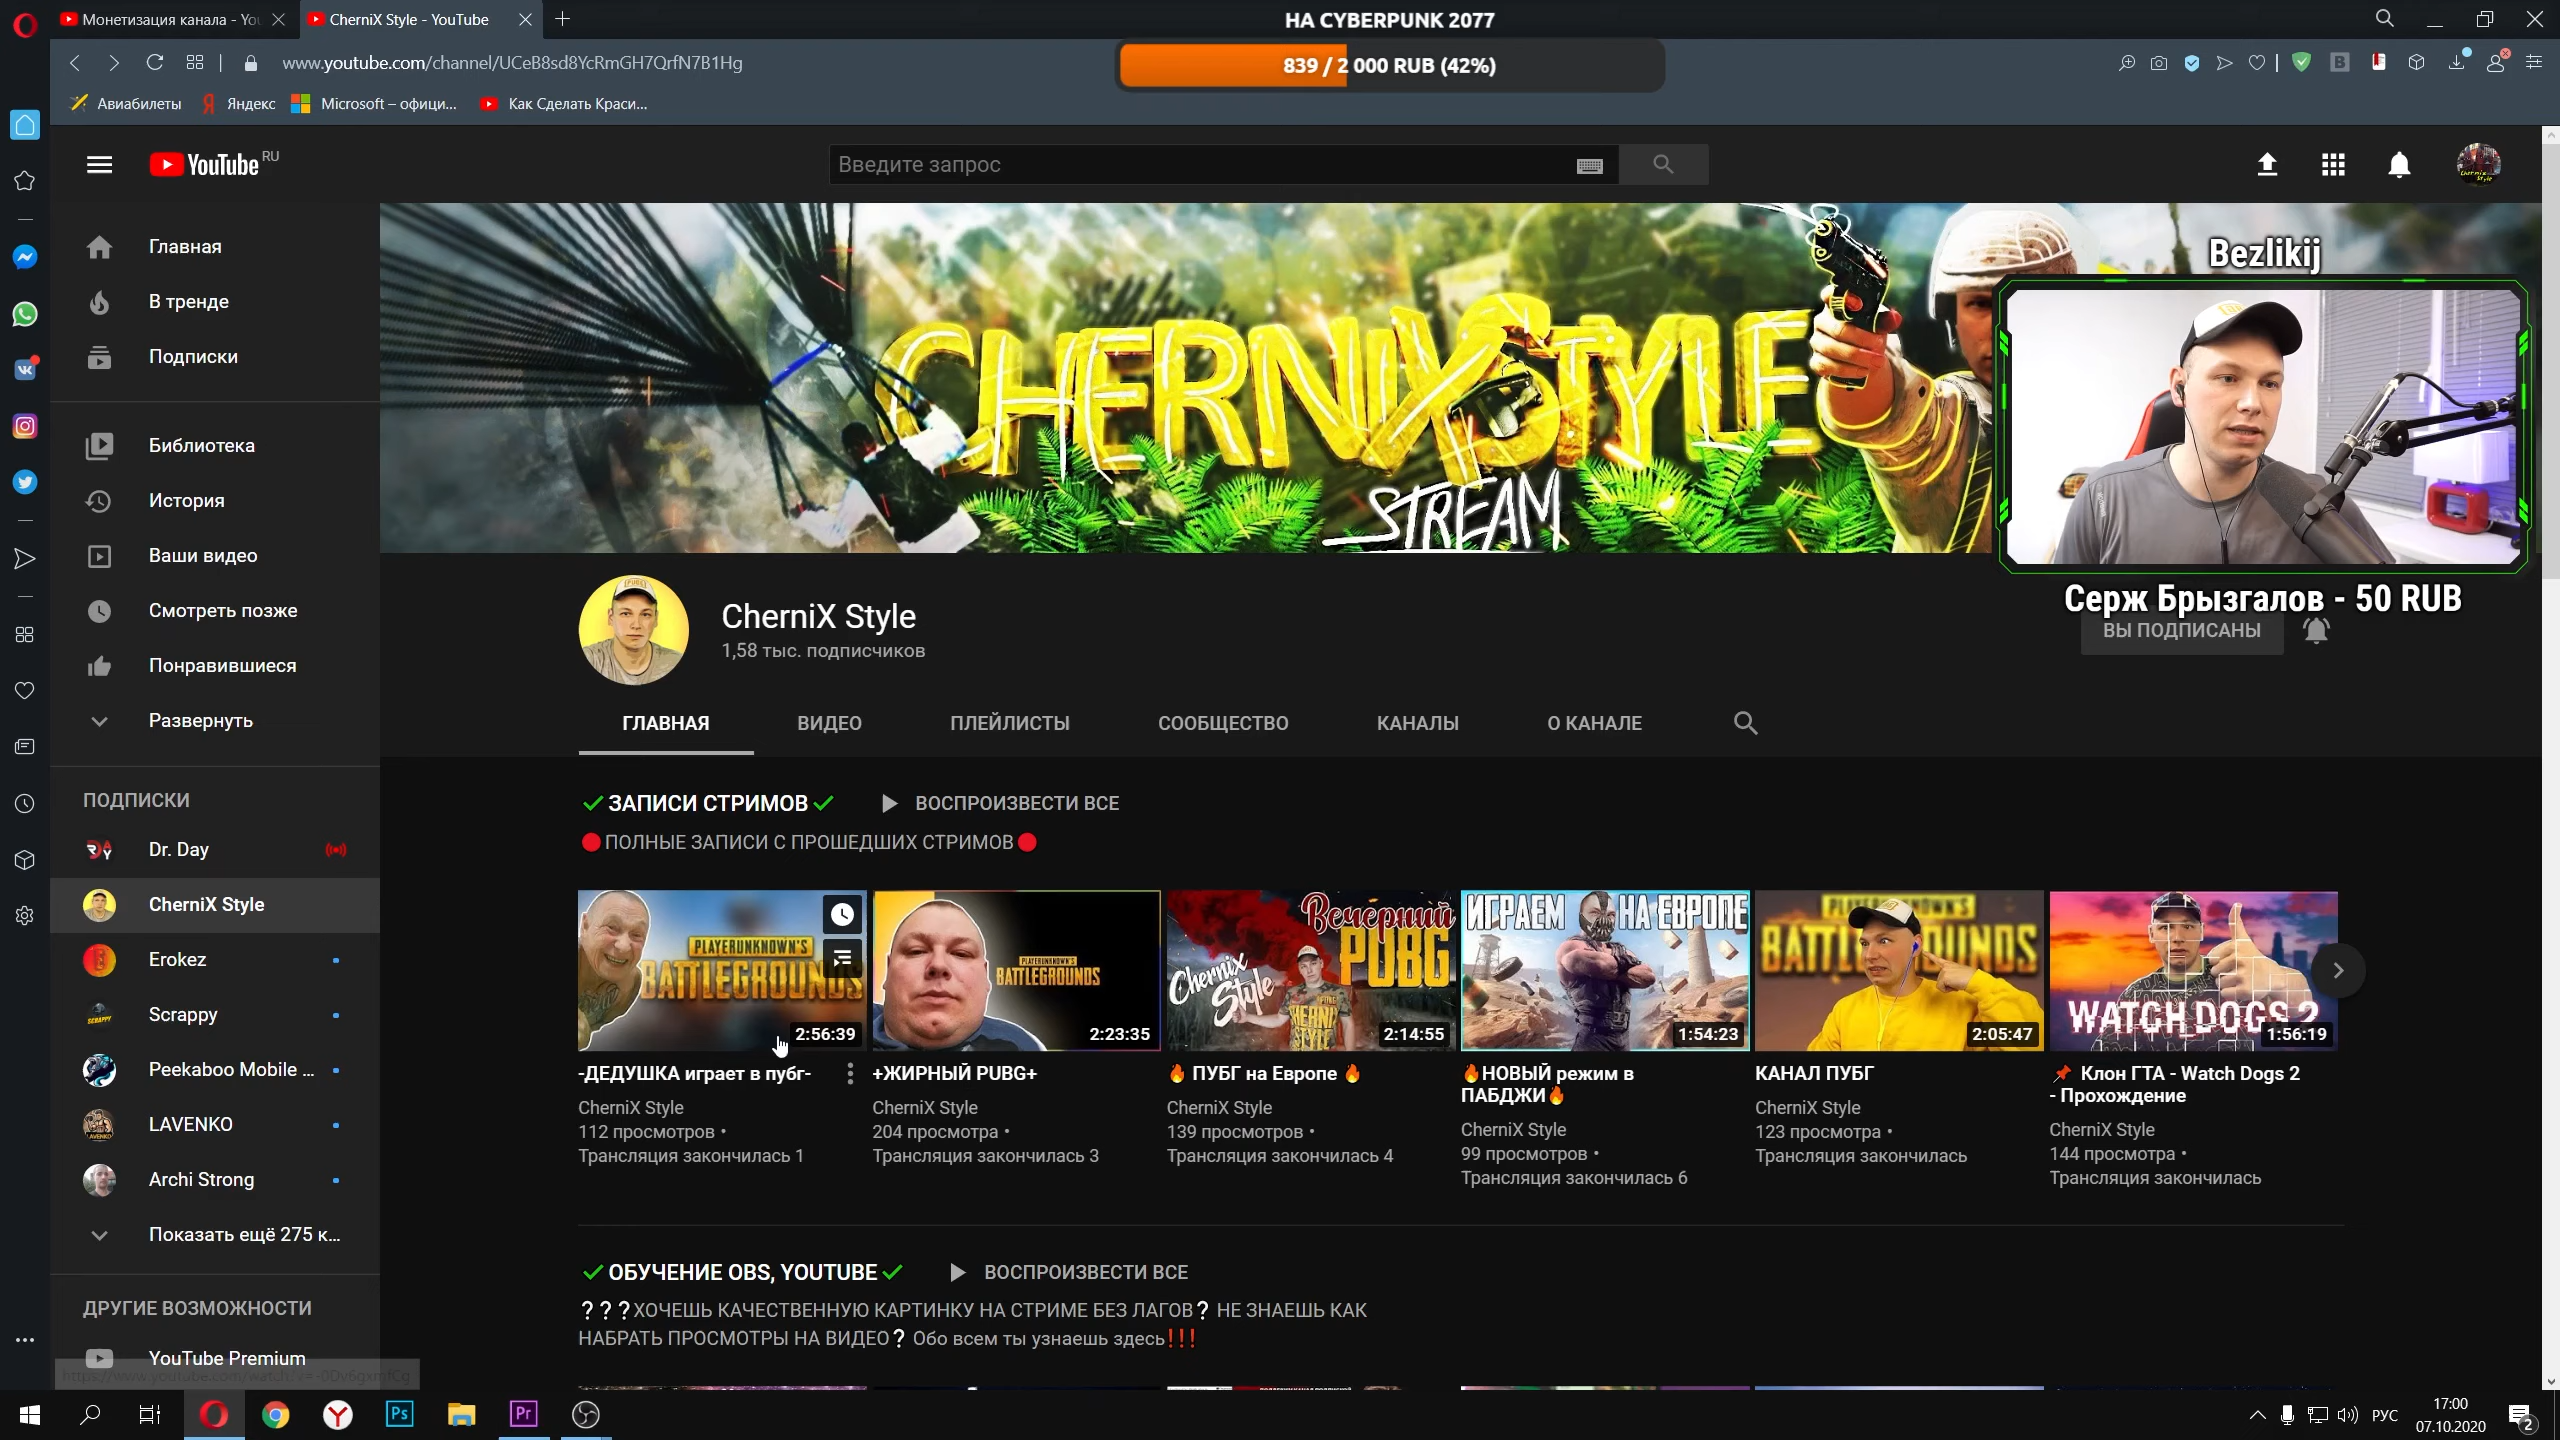 Монетизация канала - You
CherniX Style - YouTube
НА CYBERPUNK 2077
839 / 2 000 RUB (42%)
www.youtube.com/channel/UCeB8sd8YcRmGH7QrfN7B1Hg
Авиабилеты
Яндекс
Microsoft – офици...
Как Сделать Краси...
YouTube RU
Введите запрос
Главная
В тренде
Подписки
Библиотека
История
Ваши видео
Смотреть позже
Понравившиеся
Развернуть
ПОДПИСКИ
Dr. Day
CherniX Style
Erokez
Scrappy
Peekaboo Mobile ...
LAVENKO
Archi Strong
Показать ещё 275 к...
ДРУГИЕ ВОЗМОЖНОСТИ
YouTube Premium
CHERNIXSTYLE
STREAM
Bezlikij
Серж Брызгалов - 50 RUB
ВЫ ПОДПИСАНЫ
CherniX Style
1,58 тыс. подписчиков
ГЛАВНАЯ
ВИДЕО
ПЛЕЙЛИСТЫ
СООБЩЕСТВО
КАНАЛЫ
О КАНАЛЕ
✓ЗАПИСИ СТРИМОВ✓
ВОСПРОИЗВЕСТИ ВСЕ
🔴ПОЛНЫЕ ЗАПИСИ С ПРОШЕДШИХ СТРИМОВ🔴
PLAYERUNKNOWN'S
BATTLEGROUNDS
2:56:39
-ДЕДУШКА играет в пубг-
CherniX Style
112 просмотров •
Трансляция закончилась 1
PLAYERUNKNOWN'S
BATTLEGROUNDS
2:23:35
+ЖИРНЫЙ PUBG+
CherniX Style
204 просмотра •
Трансляция закончилась 3
Вечерний
PUBG
Chernix
Style
2:14:55
🔥 ПУБГ на Европе 🔥
CherniX Style
139 просмотров •
Трансляция закончилась 4
ИГРАЕМ НА ЕВРОПЕ
1:54:23
🔥НОВЫЙ режим в
ПАБДЖИ🔥
CherniX Style
99 просмотров •
Трансляция закончилась 6
2:05:47
КАНАЛ ПУБГ
CherniX Style
123 просмотра •
Трансляция закончилась
WATCH DOGS 2
1:56:19
📌 Клон ГТА - Watch Dogs 2
- Прохождение
CherniX Style
144 просмотра •
Трансляция закончилась
✓ОБУЧЕНИЕ OBS, YOUTUBE✓
ВОСПРОИЗВЕСТИ ВСЕ
❔❔❔ХОЧЕШЬ КАЧЕСТВЕННУЮ КАРТИНКУ НА СТРИМЕ БЕЗ ЛАГОВ❔ НЕ ЗНАЕШЬ КАК
НАБРАТЬ ПРОСМОТРЫ НА ВИДЕО❔ Обо всем ты узнаешь здесь❗❗❗
Ps
Pr
РУС
17:00
07.10.2020
2